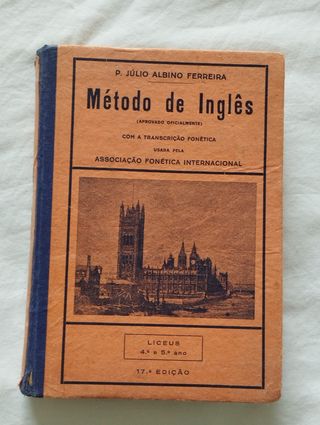 P. JÚLIO ALBINO FERREIRA
Método de Inglês
(APROVADO OFICIALMENTE)
COM A TRANSCRIÇÃO FONÉTICA
USADA PELA
ASSOCIAÇÃO FONÉTICA INTERNACIONAL
LICEUS
4.º e 5.º ano
17.ª EDIÇÃO